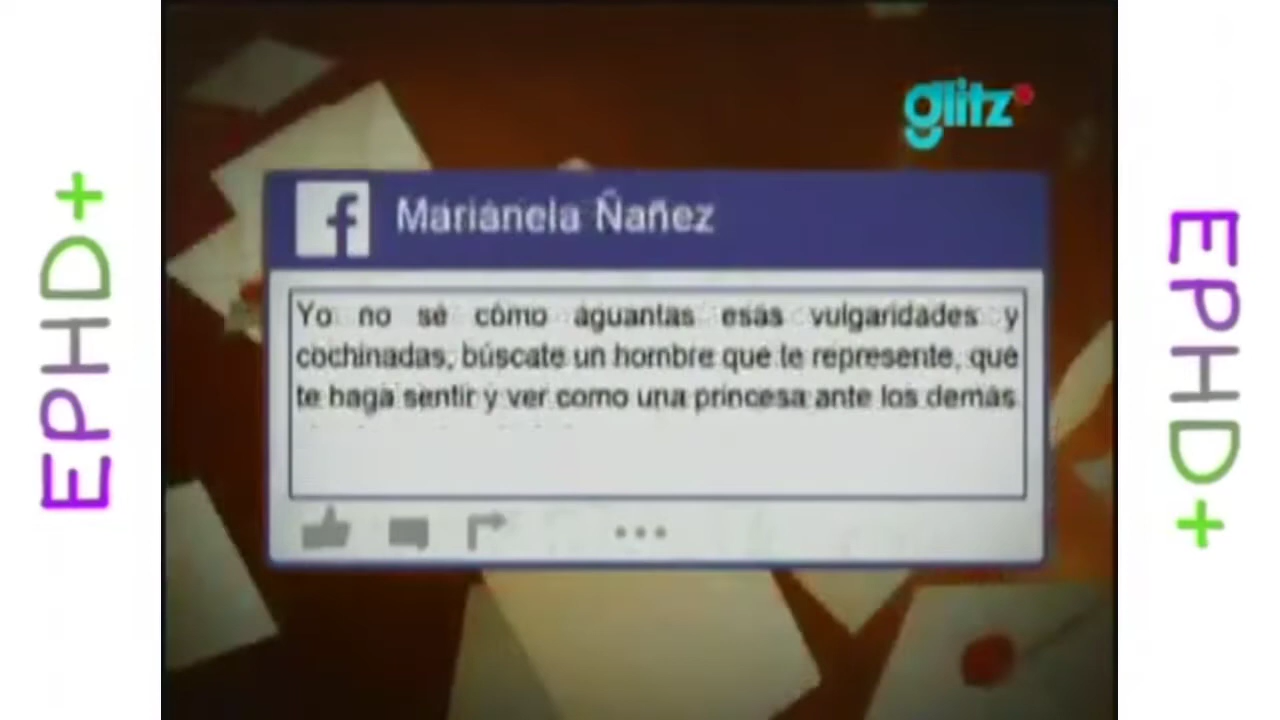 glitz*
Marianela Ñañez
Yo no sé cómo aguantas esas vulgaridades y
cochinadas, búscate un hombre que te represente, que
te haga sentir y ver como una princesa ante los demás
EPHD+
EPHD+